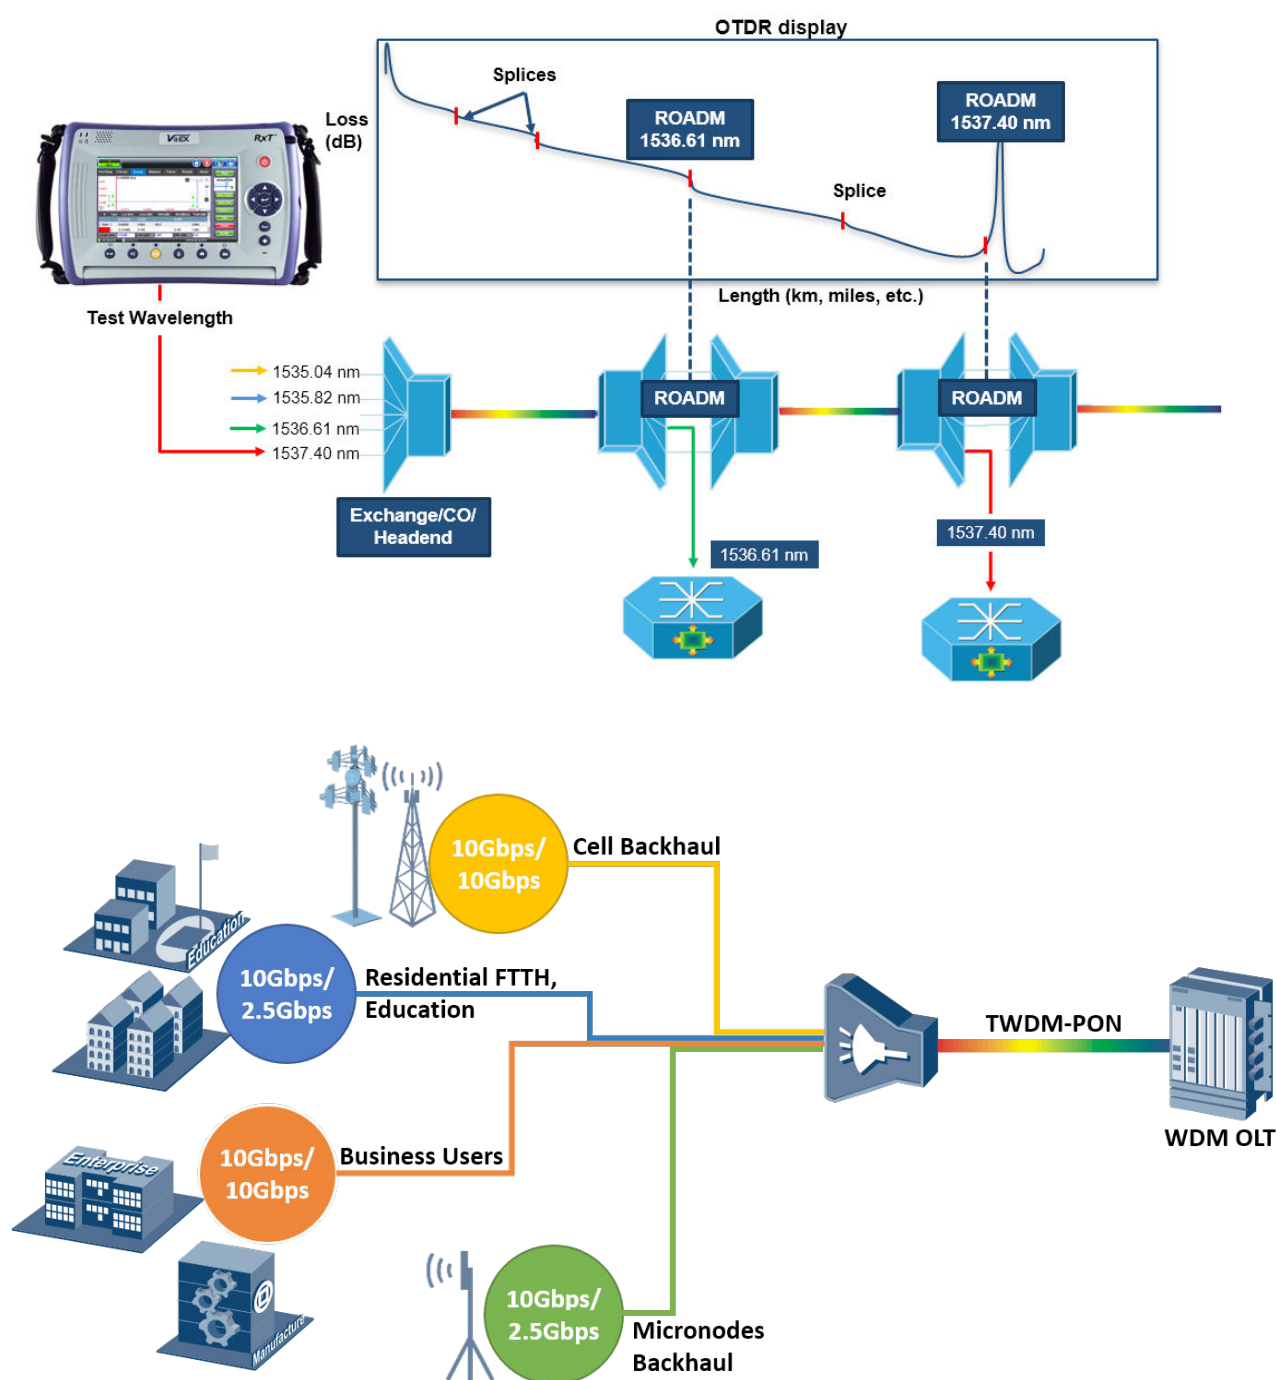 OTDR display
Splices
ROADM
1536.61 nm
ROADM
1537.40 nm
Loss
(dB)
VeEX
RxT
Splice
Length (km, miles, etc.)
Test Wavelength
1535.04 nm
1535.82 nm
1536.61 nm
1537.40 nm
ROADM
ROADM
Exchange/CO/
Headend
1536.61 nm
1537.40 nm
10Gbps/
10Gbps
Cell Backhaul
Education
10Gbps/
2.5Gbps
Residential FTTH,
Education
TWDM-PON
WDM OLT
Enterprise
10Gbps/
10Gbps
Business Users
Manufacture
10Gbps/
2.5Gbps
Micronodes
Backhaul